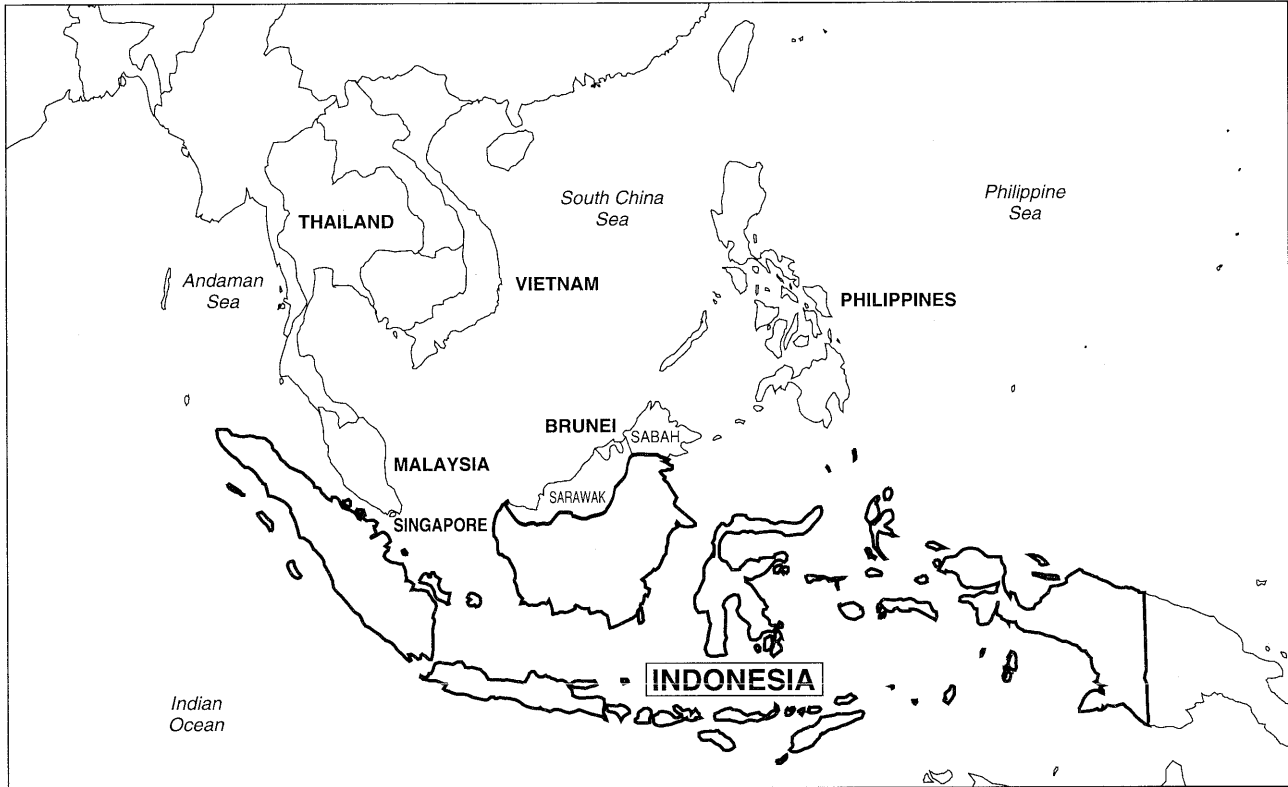 South China
Sea
Philippine
Sea
THAILAND
Andaman
Sea
VIETNAM
PHILIPPINES
BRUNEI
SABAH
MALAYSIA
SARAWAK
SINGAPORE
INDONESIA
Indian
Ocean